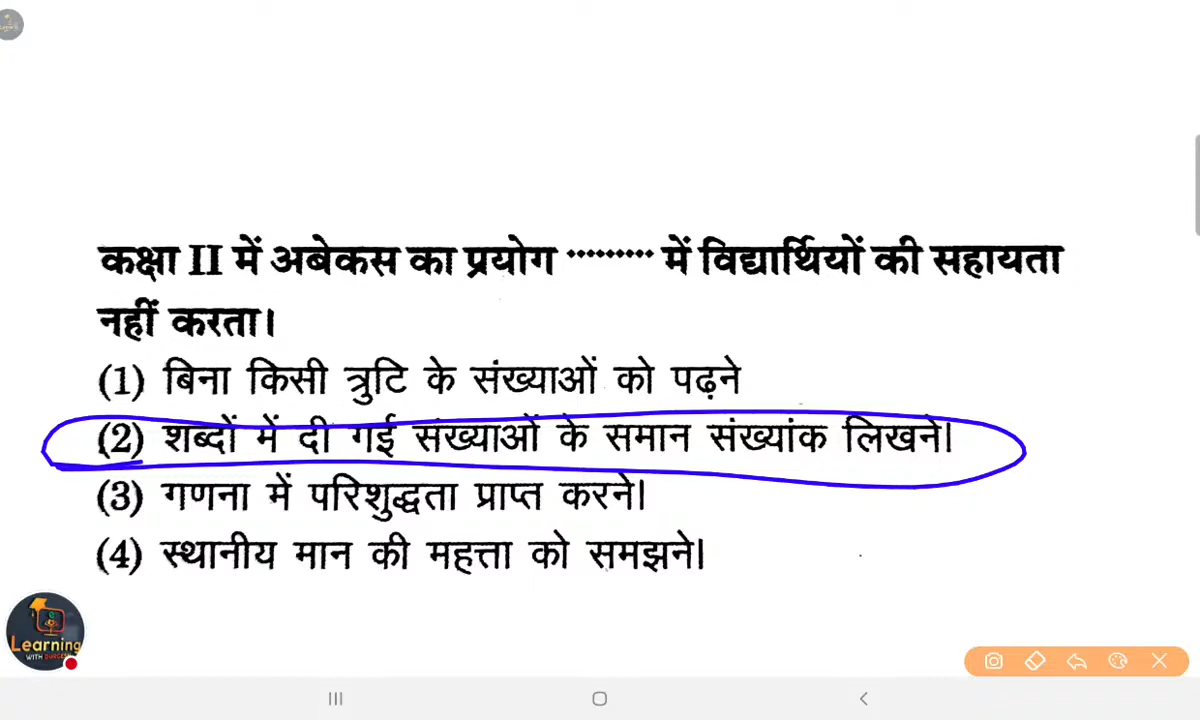 कक्षा II में अबेकस का प्रयोग ········· में विद्यार्थियों की सहायता
नहीं करता।
(1) बिना किसी त्रुटि के संख्याओं को पढ़ने
(2) शब्दों में दी गई संख्याओं के समान संख्यांक लिखने।
(3) गणना में परिशुद्धता प्राप्त करने।
(4) स्थानीय मान की महत्ता को समझने।
Learning